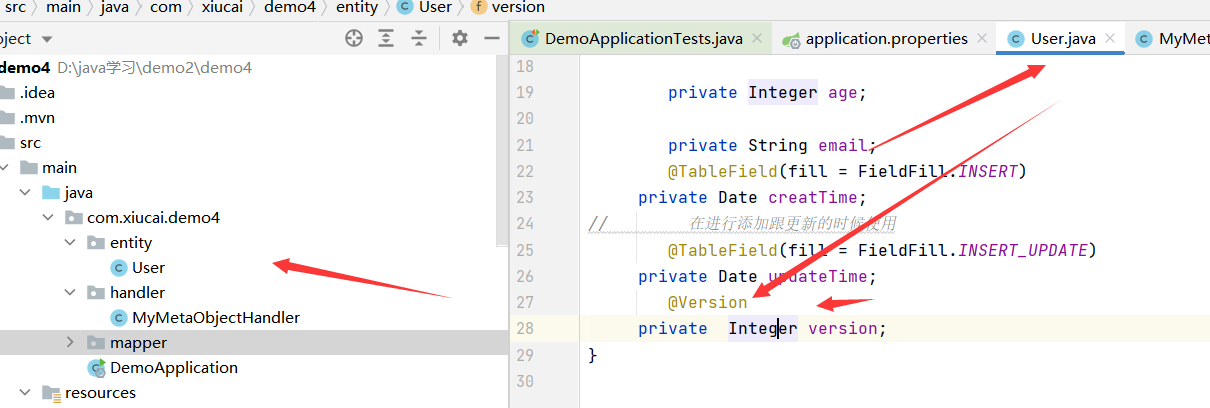 src main java com xiucai demo4 entity User version
oject
demo4 D:\java学习\demo2\demo4
.idea
.mvn
src
main
java
com.xiucai.demo4
entity
User
handler
MyMetaObjectHandler
mapper
DemoApplication
resources
DemoApplicationTests.java application.properties User.java MyMet
18
19 private Integer age;
20
21 private String email;
22 @TableField(fill = FieldFill.INSERT)
23 private Date creatTime;
24 // 在进行添加跟更新的时候使用
25 @TableField(fill = FieldFill.INSERT_UPDATE)
26 private Date updateTime;
27 @Version
28 private Integer version;
29 }
30